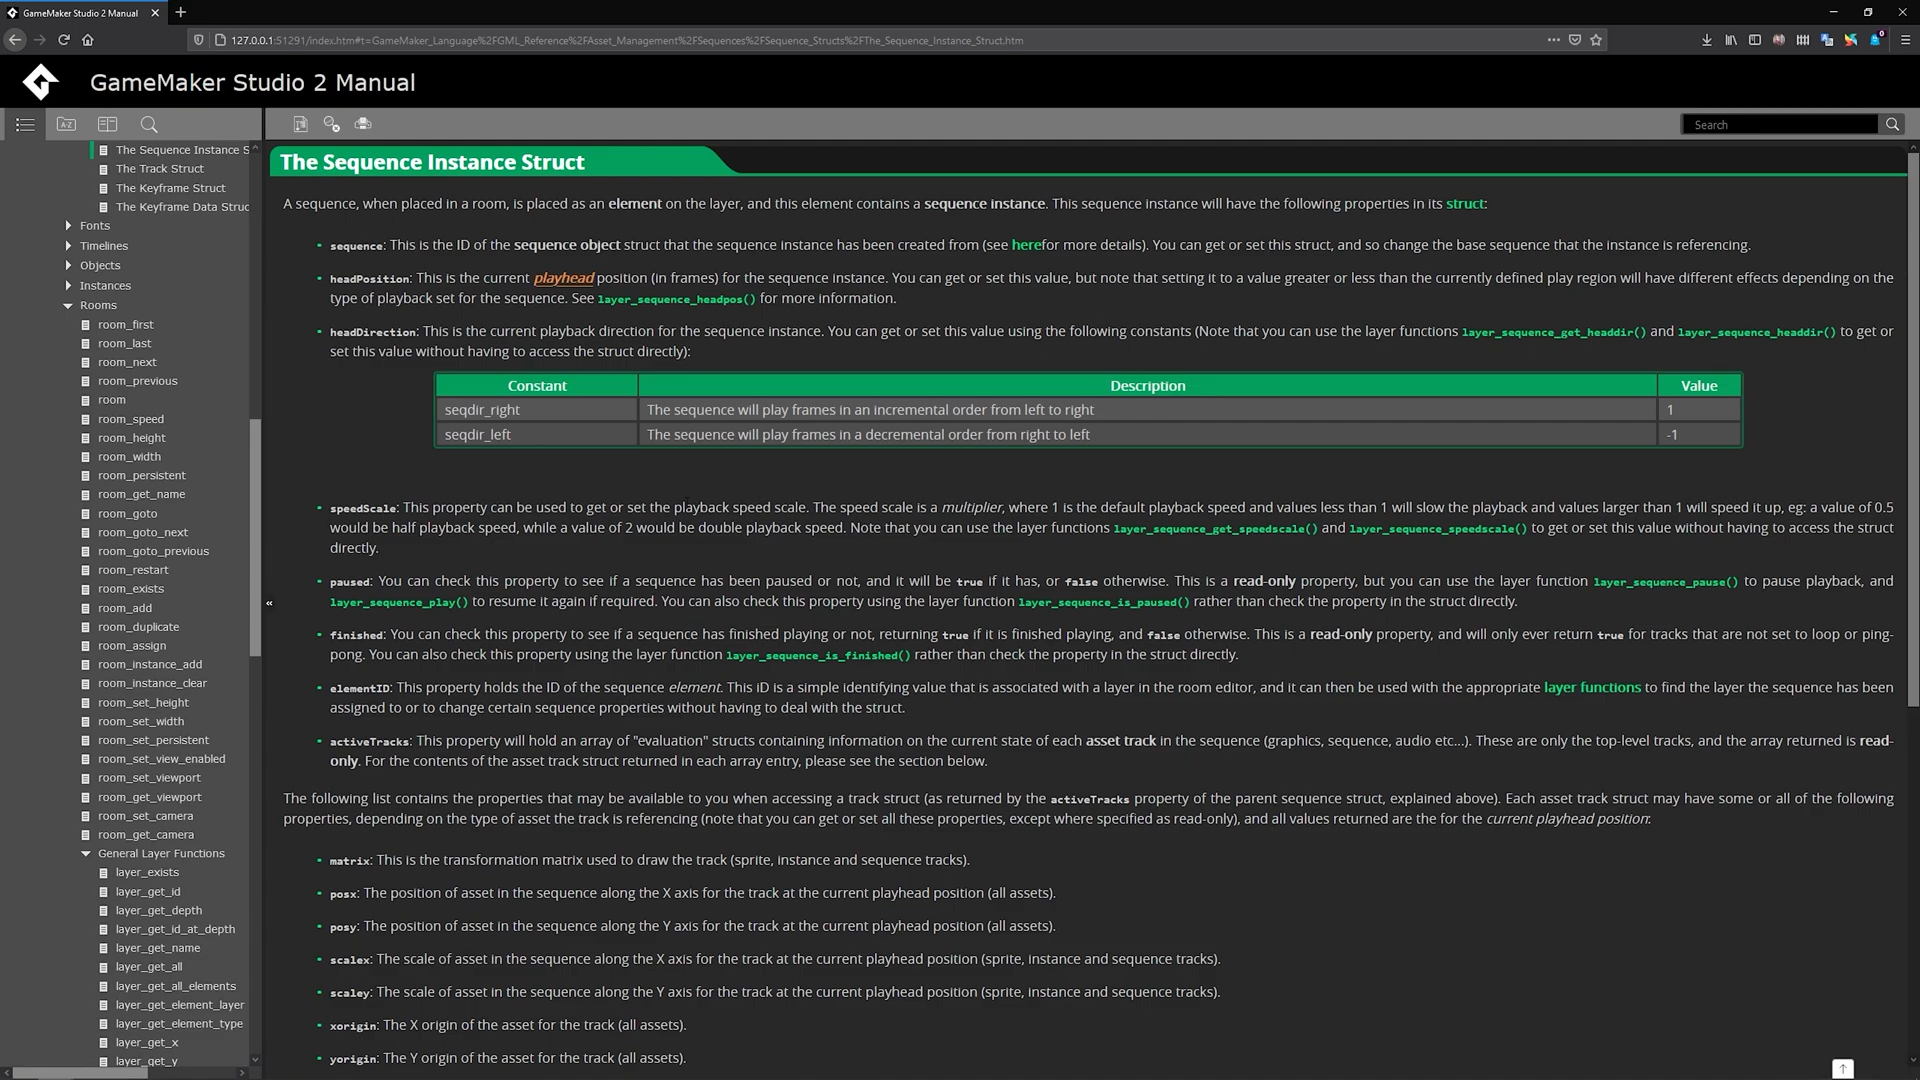 GameMaker Studio 2 Manual
127.0.0.1:51291/index.htm#t=GameMaker_Language%2FGML_Reference%2FAsset_Management%2FSequences%2FSequence_Structs%2FThe_Sequence_Instance_Struct.htm
0
GameMaker Studio 2 Manual
A-Z
Search
The Sequence Instance S
The Track Struct
The Keyframe Struct
The Keyframe Data Struc
Fonts
Timelines
Objects
Instances
Rooms
room_first
room_last
room_next
room_previous
room
room_speed
room_height
room_width
room_persistent
room_get_name
room_goto
room_goto_next
room_goto_previous
room_restart
room_exists
room_add
room_duplicate
room_assign
room_instance_add
room_instance_clear
room_set_height
room_set_width
room_set_persistent
room_set_view_enabled
room_set_viewport
room_get_viewport
room_set_camera
room_get_camera
General Layer Functions
layer_exists
layer_get_id
layer_get_depth
layer_get_id_at_depth
layer_get_name
layer_get_all
layer_get_all_elements
layer_get_element_layer
layer_get_element_type
layer_get_x
layer_get_y
The Sequence Instance Struct
A sequence, when placed in a room, is placed as an element on the layer, and this element contains a sequence instance. This sequence instance will have the following properties in its struct:
• sequence: This is the ID of the sequence object struct that the sequence instance has been created from (see herefor more details). You can get or set this struct, and so change the base sequence that the instance is referencing.
• headPosition: This is the current playhead position (in frames) for the sequence instance. You can get or set this value, but note that setting it to a value greater or less than the currently defined play region will have different effects depending on the
type of playback set for the sequence. See layer_sequence_headpos() for more information.
• headDirection: This is the current playback direction for the sequence instance. You can get or set this value using the following constants (Note that you can use the layer functions layer_sequence_get_headdir() and layer_sequence_headdir() to get or
set this value without having to access the struct directly):
Constant Description Value
seqdir_right The sequence will play frames in an incremental order from left to right 1
seqdir_left The sequence will play frames in a decremental order from right to left -1
• speedScale: This property can be used to get or set the playback speed scale. The speed scale is a multiplier, where 1 is the default playback speed and values less than 1 will slow the playback and values larger than 1 will speed it up, eg: a value of 0.5
would be half playback speed, while a value of 2 would be double playback speed. Note that you can use the layer functions layer_sequence_get_speedscale() and layer_sequence_speedscale() to get or set this value without having to access the struct
directly.
• paused: You can check this property to see if a sequence has been paused or not, and it will be true if it has, or false otherwise. This is a read-only property, but you can use the layer function layer_sequence_pause() to pause playback, and
layer_sequence_play() to resume it again if required. You can also check this property using the layer function layer_sequence_is_paused() rather than check the property in the struct directly.
• finished: You can check this property to see if a sequence has finished playing or not, returning true if it is finished playing, and false otherwise. This is a read-only property, and will only ever return true for tracks that are not set to loop or ping-
pong. You can also check this property using the layer function layer_sequence_is_finished() rather than check the property in the struct directly.
• elementID: This property holds the ID of the sequence element. This iD is a simple identifying value that is associated with a layer in the room editor, and it can then be used with the appropriate layer functions to find the layer the sequence has been
assigned to or to change certain sequence properties without having to deal with the struct.
• activeTracks: This property will hold an array of "evaluation" structs containing information on the current state of each asset track in the sequence (graphics, sequence, audio etc...). These are only the top-level tracks, and the array returned is read-
only. For the contents of the asset track struct returned in each array entry, please see the section below.
The following list contains the properties that may be available to you when accessing a track struct (as returned by the activeTracks property of the parent sequence struct, explained above). Each asset track struct may have some or all of the following
properties, depending on the type of asset the track is referencing (note that you can get or set all these properties, except where specified as read-only), and all values returned are the for the current playhead position:
• matrix: This is the transformation matrix used to draw the track (sprite, instance and sequence tracks).
• posx: The position of asset in the sequence along the X axis for the track at the current playhead position (all assets).
• posy: The position of asset in the sequence along the Y axis for the track at the current playhead position (all assets).
• scalex: The scale of asset in the sequence along the X axis for the track at the current playhead position (sprite, instance and sequence tracks).
• scaley: The scale of asset in the sequence along the Y axis for the track at the current playhead position (sprite, instance and sequence tracks).
• xorigin: The X origin of the asset for the track (all assets).
• yorigin: The Y origin of the asset for the track (all assets).